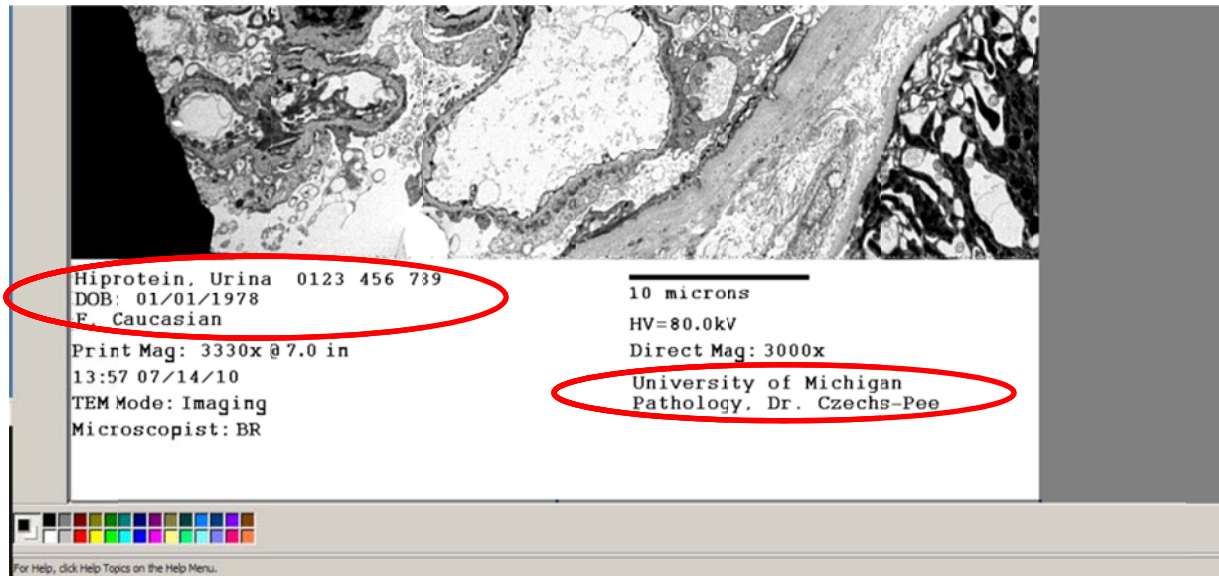 Hiprotein, Urina 0123 456 789
DOB: 01/01/1978
F, Caucasian
Print Mag: 3330x @ 7.0 in
13:57 07/14/10
TEM Mode: Imaging
Microscopist: BR
10 microns
HV=80.0kV
Direct Mag: 3000x
University of Michigan
Pathology, Dr. Czechs-Pee
For Help, click Help Topics on the Help Menu.